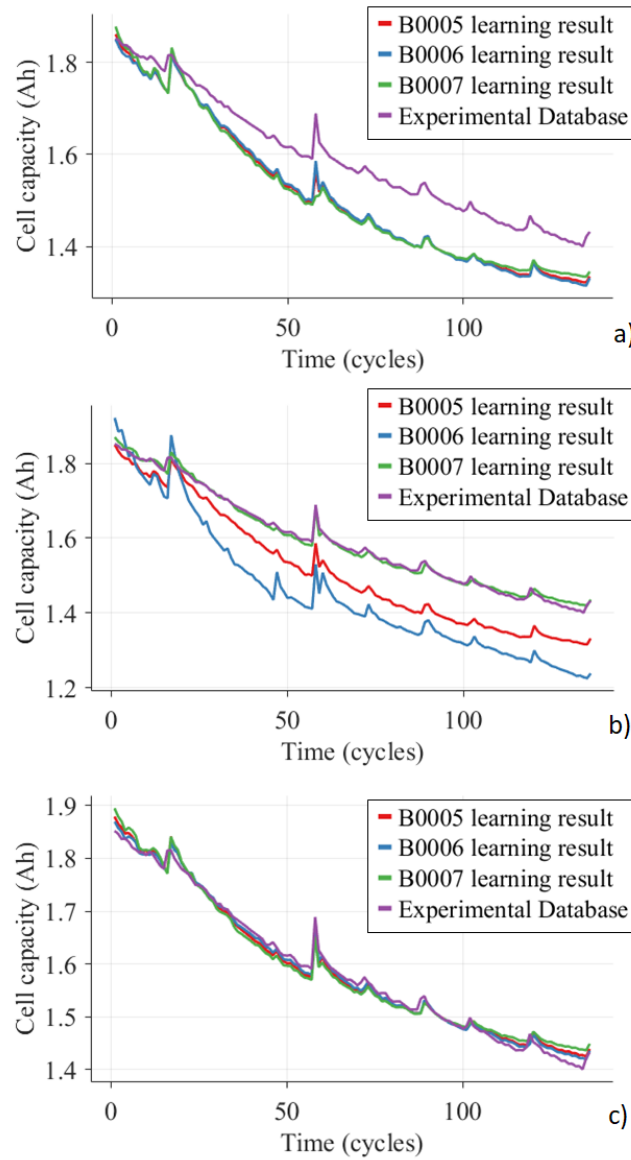 B0005 learning result
B0006 learning result
B0007 learning result
Experimental Database
Cell capacity (Ah)
1.8
1.6
1.4
0
50
100
Time (cycles)
a)
B0005 learning result
B0006 learning result
B0007 learning result
Experimental Database
Cell capacity (Ah)
1.8
1.6
1.4
1.2
0
50
100
Time (cycles)
b)
B0005 learning result
B0006 learning result
B0007 learning result
Experimental Database
Cell capacity (Ah)
1.9
1.8
1.7
1.6
1.5
1.4
0
50
100
Time (cycles)
c)